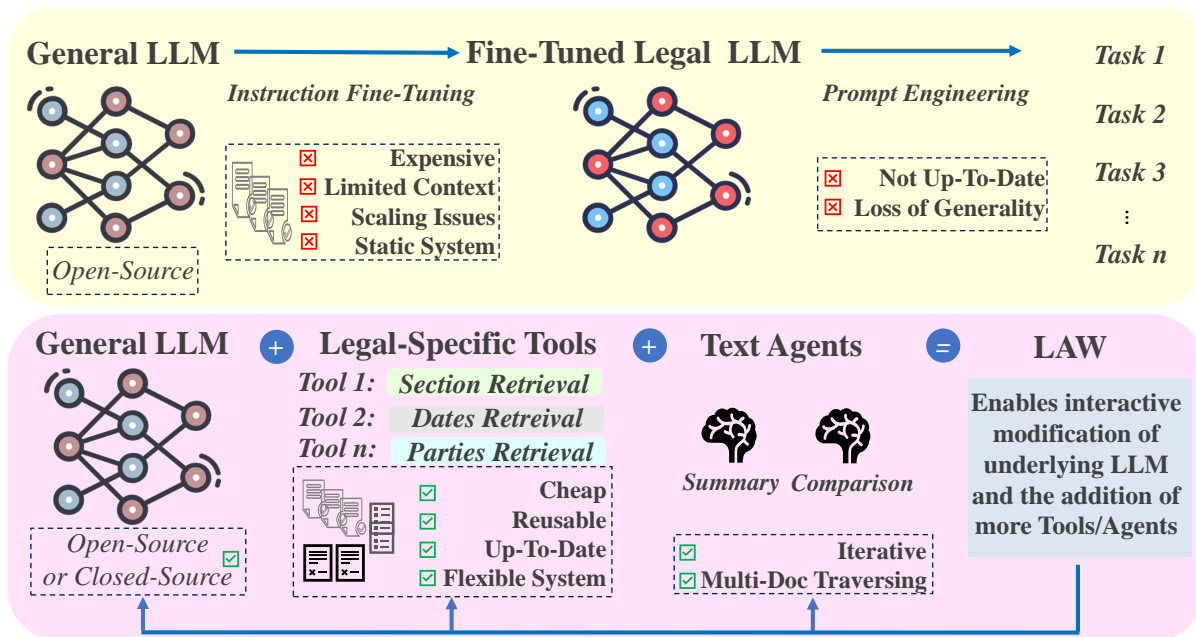 General LLM
Instruction Fine-Tuning
Expensive
Limited Context
Scaling Issues
Static System
Open-Source
Fine-Tuned Legal LLM
Prompt Engineering
Not Up-To-Date
Loss of Generality
Task 1
Task 2
Task 3
⋮
Task n
General LLM
Open-Source
or Closed-Source
+
Legal-Specific Tools
Tool 1: Section Retrieval
Tool 2: Dates Retreival
Tool n: Parties Retrieval
Cheap
Reusable
Up-To-Date
Flexible System
+
Text Agents
Summary Comparison
Iterative
Multi-Doc Traversing
=
LAW
Enables interactive
modification of
underlying LLM
and the addition of
more Tools/Agents